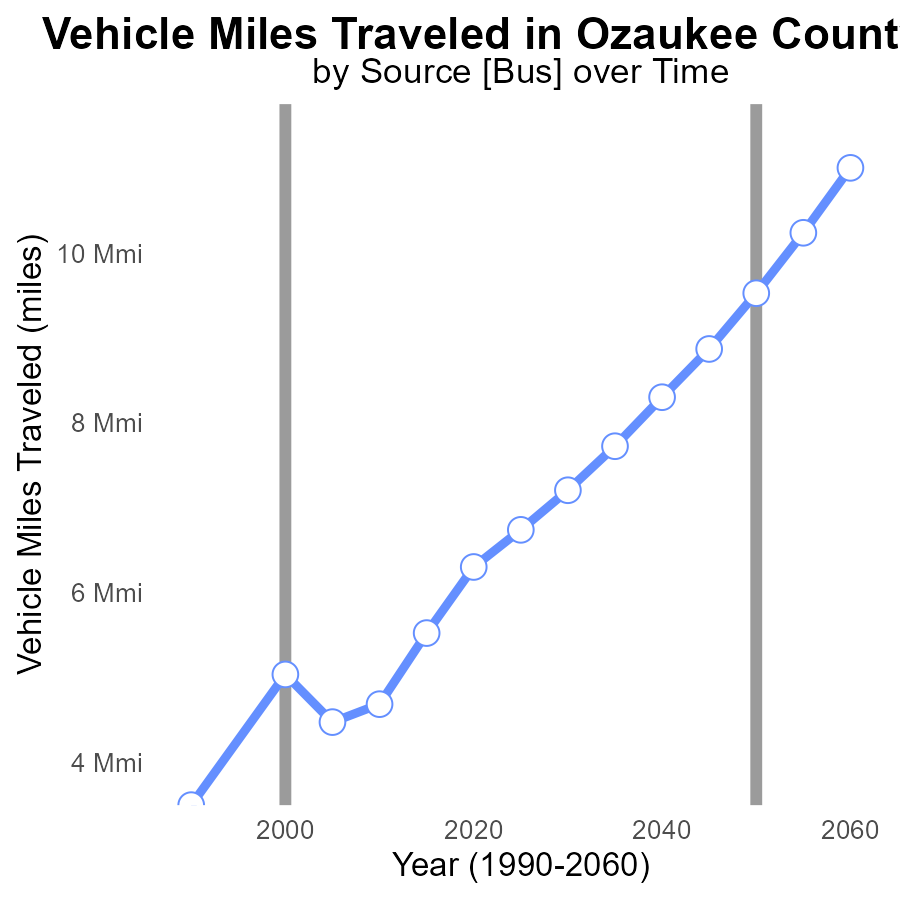 Vehicle Miles Traveled in Ozaukee Count
by Source [Bus] over Time
Vehicle Miles Traveled (miles)
10 Mmi
8 Mmi
6 Mmi
4 Mmi
2000 2020 2040 2060
Year (1990-2060)